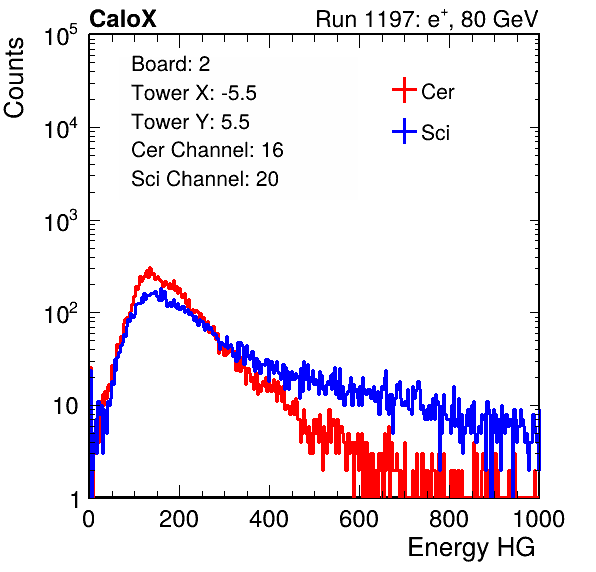 CaloX Run 1197: e⁺, 80 GeV
Counts
10⁵
10⁴
10³
10²
10
1
Board: 2
Tower X: -5.5
Tower Y: 5.5
Cer Channel: 16
Sci Channel: 20
Cer
Sci
0 200 400 600 800 1000
Energy HG